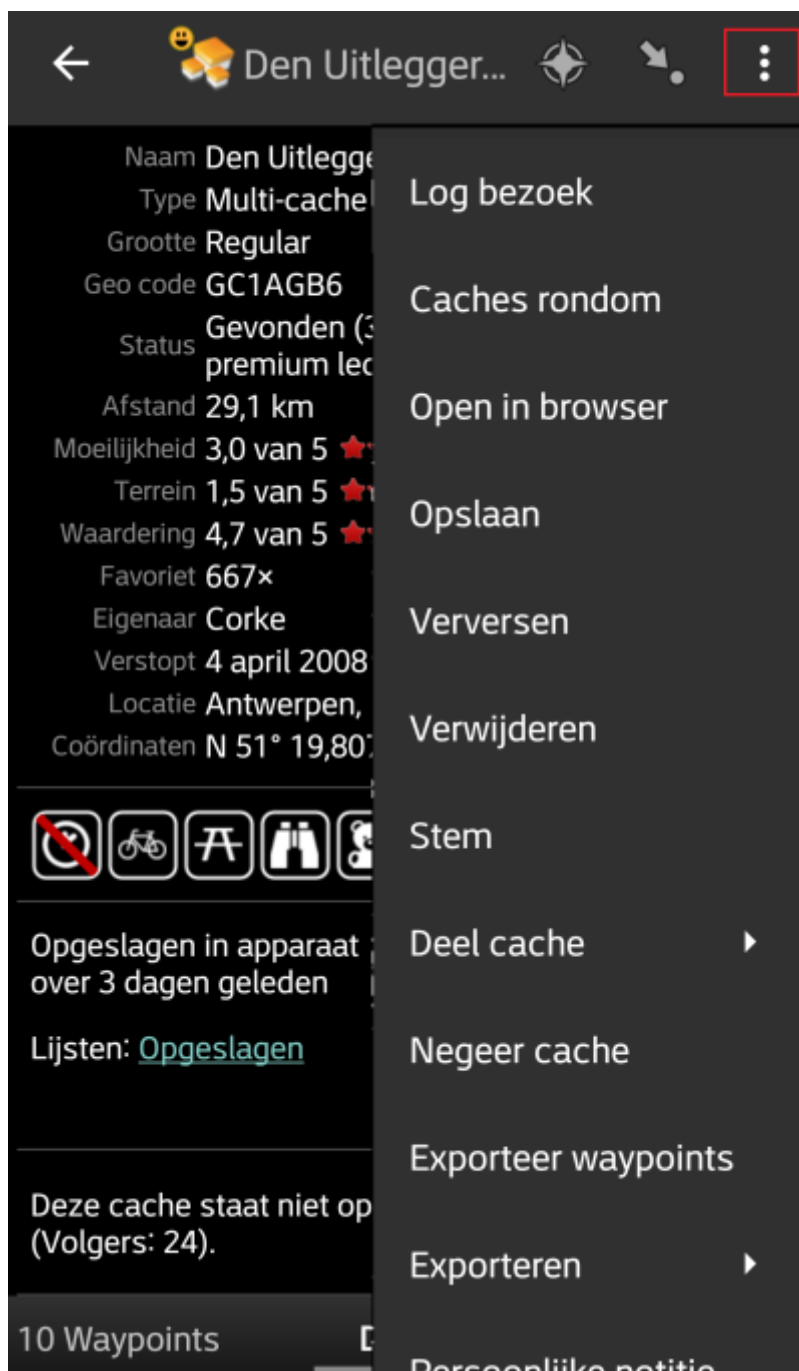 Den Uitlegger...
Naam Den Uitlegge
Type Multi-cache
Grootte Regular
Geo code GC1AGB6
Status Gevonden (3
premium led
Afstand 29,1 km
Moeilijkheid 3,0 van 5
Terrein 1,5 van 5
Waardering 4,7 van 5
Favoriet 667×
Eigenaar Corke
Verstopt 4 april 2008
Locatie Antwerpen,
Coördinaten N 51° 19,807
Opgeslagen in apparaat
over 3 dagen geleden
Lijsten: Opgeslagen
Deze cache staat niet op
(Volgers: 24).
10 Waypoints
Log bezoek
Caches rondom
Open in browser
Opslaan
Verversen
Verwijderen
Stem
Deel cache
Negeer cache
Exporteer waypoints
Exporteren
Persoonlijke notitie